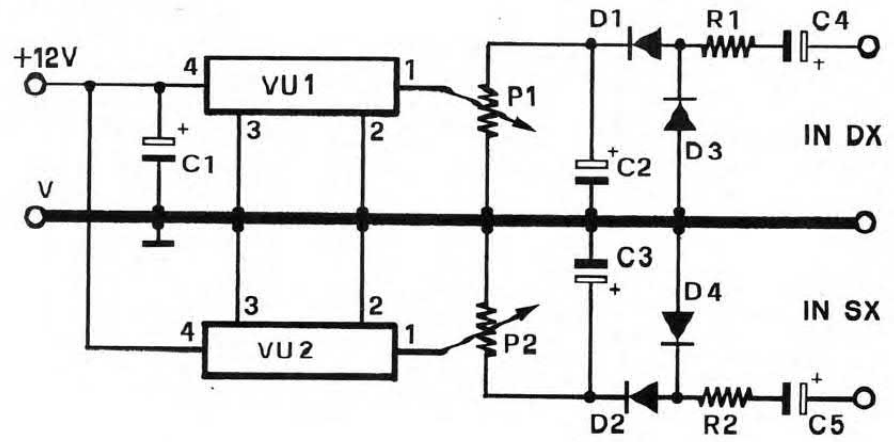 +12V
4 VU1 1
3 2
P1
D1 R1 C4
+
D3
IN DX
+
C1
+
C2
V
C3
+
D4
IN SX
3 2
4 VU2 1
P2
D2 R2 C5
+